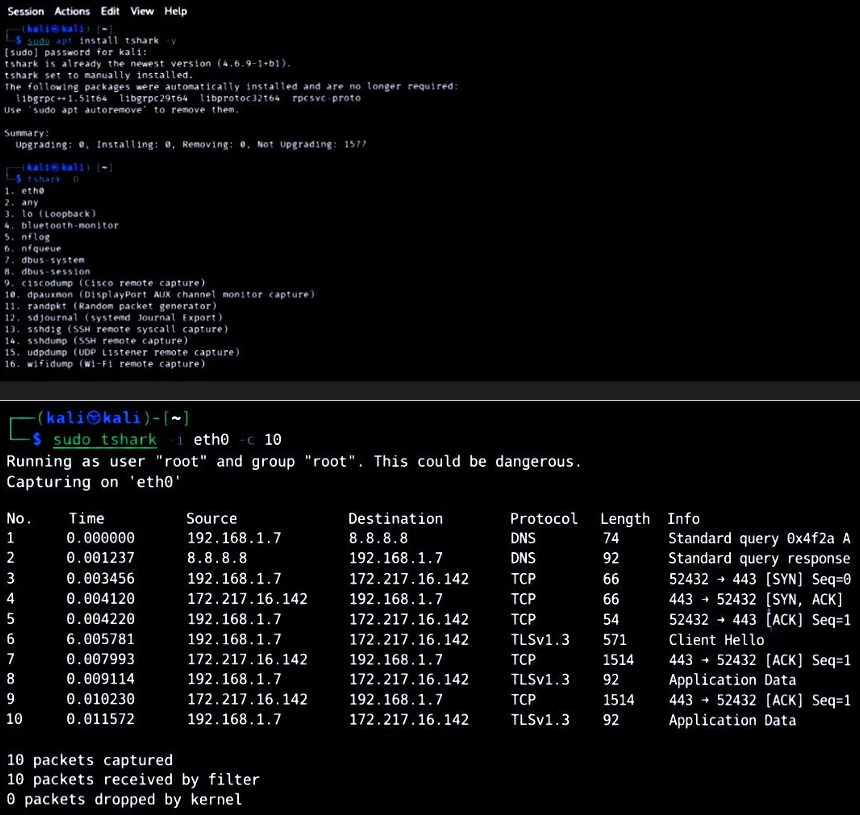 Session Actions Edit View Help
(kali㉿kali)-[~]
$ sudo apt install tshark -y
[sudo] password for kali:
tshark is already the newest version (4.6.9-1+b1).
tshark set to manually installed.
The following packages were automatically installed and are no longer required:
libgrpc++1.51t64 libgrpc29t64 libprotoc32t64 rpcsvc-proto
Use 'sudo apt autoremove' to remove them.
Summary:
Upgrading: 0, Installing: 0, Removing: 0, Not Upgrading: 1577
(kali㉿kali)-[~]
$ tshark -D
1. eth0
2. any
3. lo (Loopback)
4. bluetooth-monitor
5. nflog
6. nfqueue
7. dbus-system
8. dbus-session
9. ciscodump (Cisco remote capture)
10. dpauxmon (DisplayPort AUX channel monitor capture)
11. randpkt (Random packet generator)
12. sdjournal (systemd Journal Export)
13. sshdig (SSH remote syscall capture)
14. sshdump (SSH remote capture)
15. udpdump (UDP Listener remote capture)
16. wifidump (Wi-Fi remote capture)
(kali㉿kali)-[~]
$ sudo tshark -i eth0 -c 10
Running as user "root" and group "root". This could be dangerous.
Capturing on 'eth0'
No. Time Source Destination Protocol Length Info
1 0.000000 192.168.1.7 8.8.8.8 DNS 74 Standard query 0x4f2a A
2 0.001237 8.8.8.8 192.168.1.7 DNS 92 Standard query response
3 0.003456 192.168.1.7 172.217.16.142 TCP 66 52432 → 443 [SYN] Seq=0
4 0.004120 172.217.16.142 192.168.1.7 TCP 66 443 → 52432 [SYN, ACK]
5 0.004220 192.168.1.7 172.217.16.142 TCP 54 52432 → 443 [ACK] Seq=1
6 6.005781 192.168.1.7 172.217.16.142 TLSv1.3 571 Client Hello
7 0.007993 172.217.16.142 192.168.1.7 TCP 1514 443 → 52432 [ACK] Seq=1
8 0.009114 192.168.1.7 172.217.16.142 TLSv1.3 92 Application Data
9 0.010230 172.217.16.142 192.168.1.7 TCP 1514 443 → 52432 [ACK] Seq=1
10 0.011572 192.168.1.7 172.217.16.142 TLSv1.3 92 Application Data
10 packets captured
10 packets received by filter
0 packets dropped by kernel